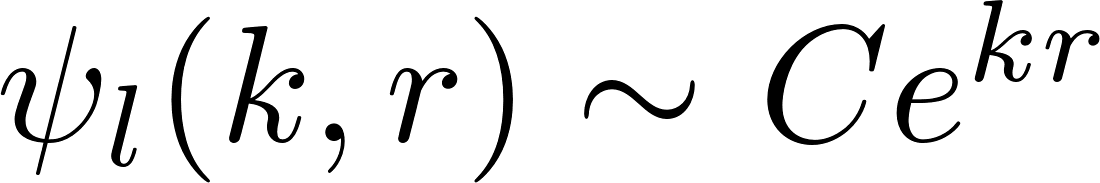 ψ_l(k, r) ∼ Ce^{kr}